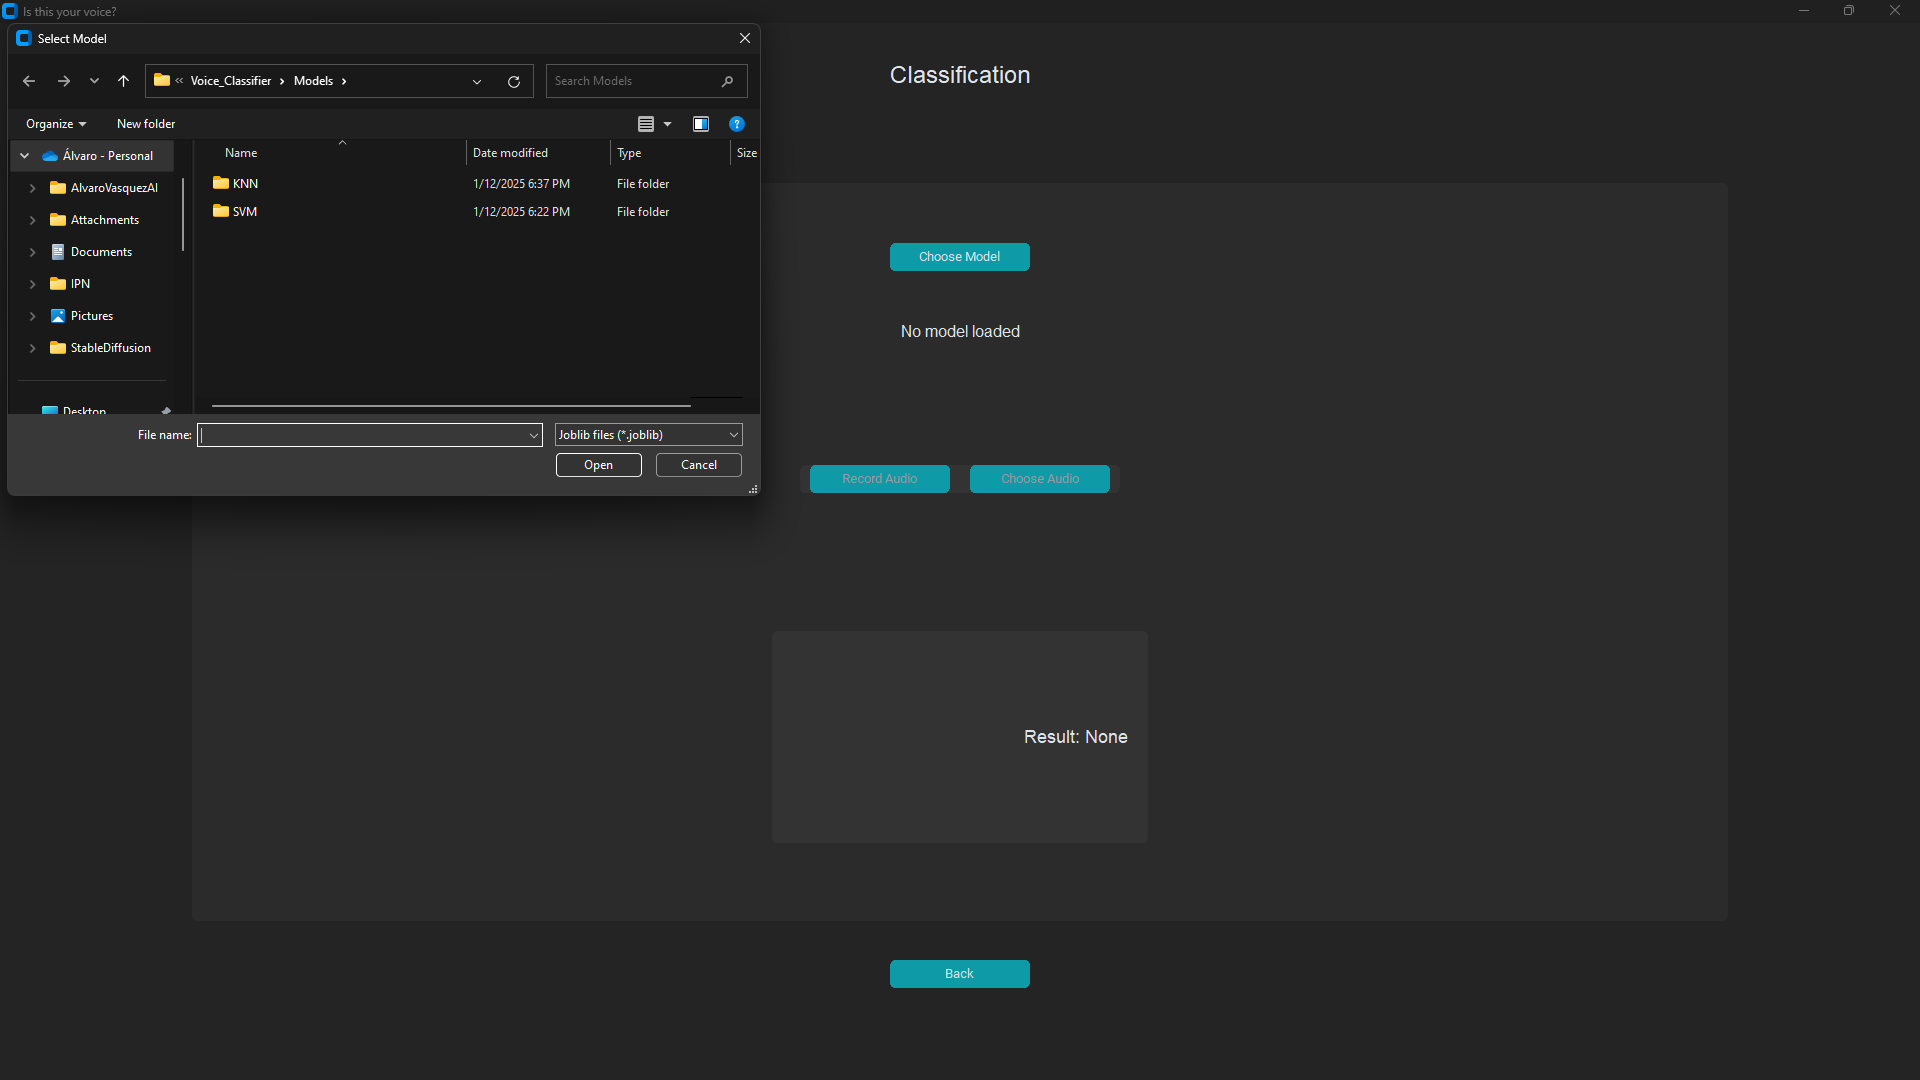 Is this your voice?
Select Model
« Voice_Classifier › Models ›
Search Models
Organize
New folder
Name
Date modified
Type
Size
Álvaro - Personal
AlvaroVasquezAI
Attachments
Documents
IPN
Pictures
StableDiffusion
Desktop
KNN 1/12/2025 6:37 PM File folder
SVM 1/12/2025 6:22 PM File folder
File name:
Joblib files (*.joblib)
Open
Cancel
Classification
Choose Model
No model loaded
Record Audio
Choose Audio
Result: None
Back